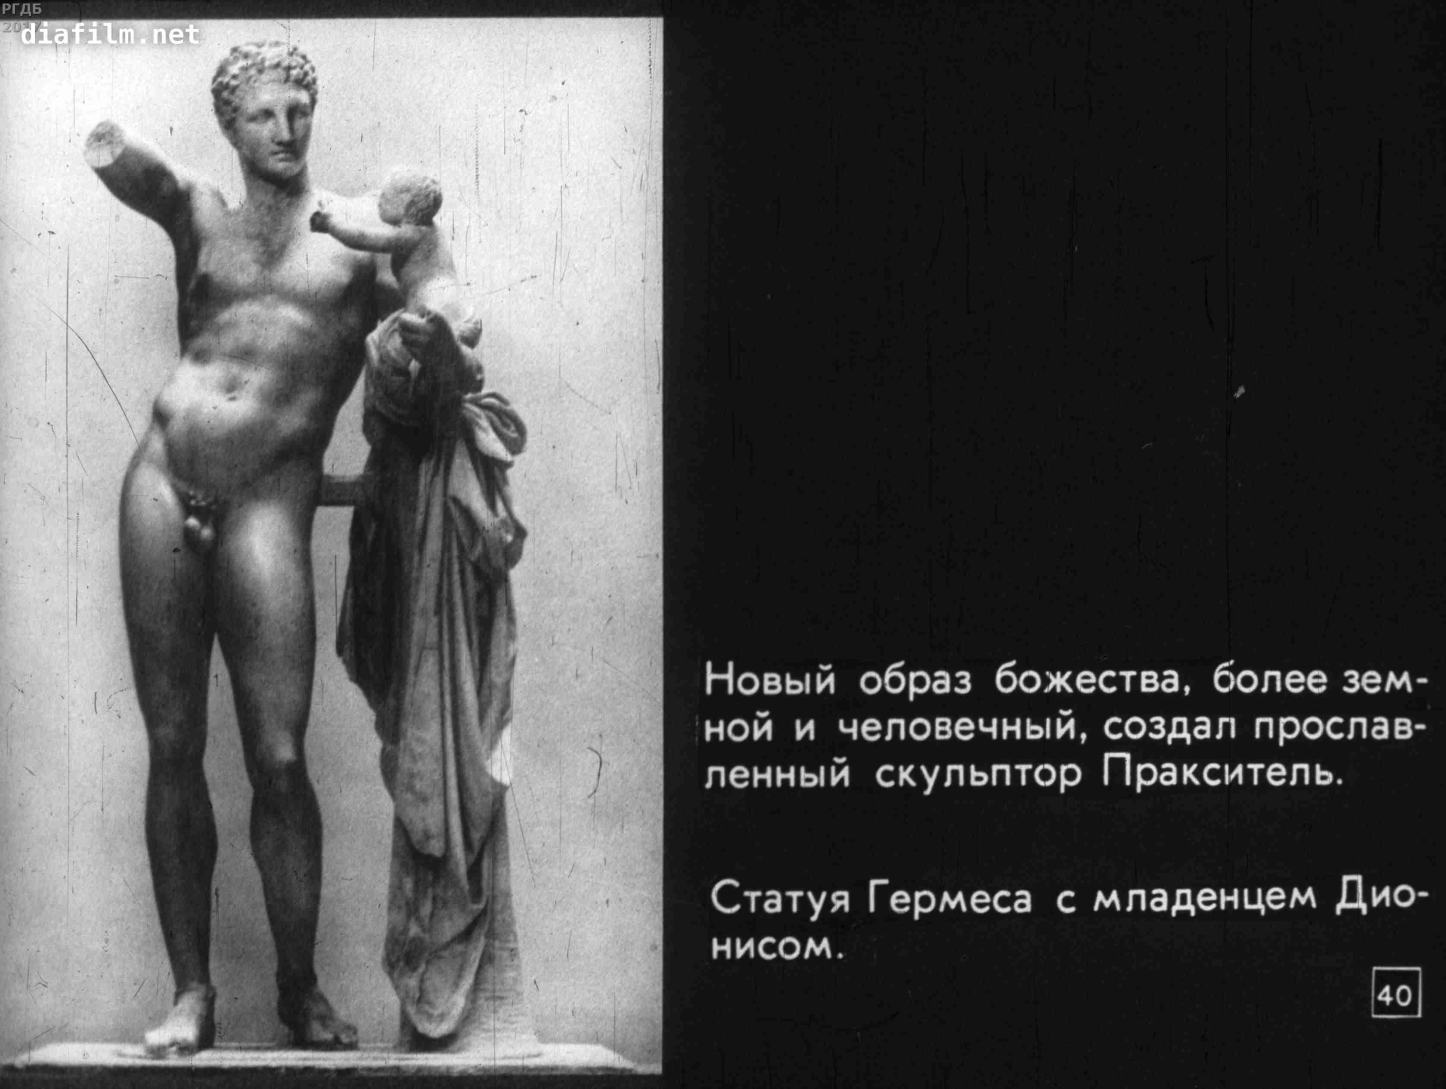 РГДБ
diafilm.net
Новый образ божества, более зем-
ной и человечный, создал прослав-
ленный скульптор Пракситель.
Статуя Гермеса с младенцем Дио-
нисом.
40